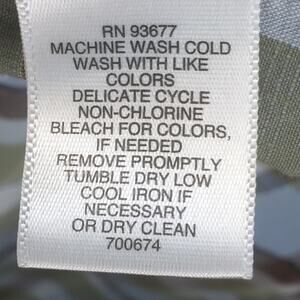 RN 93677
MACHINE WASH COLD
WASH WITH LIKE
COLORS
DELICATE CYCLE
NON-CHLORINE
BLEACH FOR COLORS,
IF NEEDED
REMOVE PROMPTLY
TUMBLE DRY LOW
COOL IRON IF
NECESSARY
OR DRY CLEAN
700674